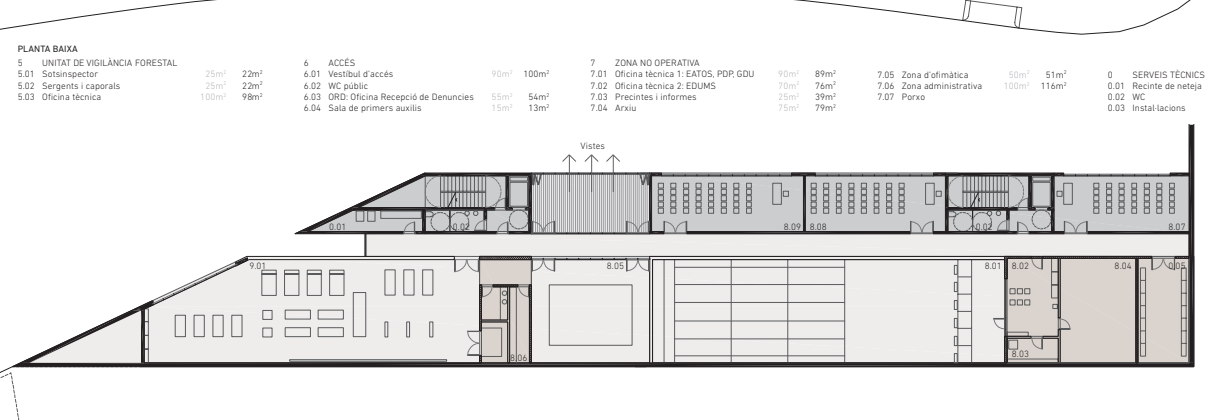 PLANTA BAIXA
5 UNITAT DE VIGILÀNCIA FORESTAL
5.01 Sotsinspector 25m² 22m²
5.02 Sergents i caporals 25m² 22m²
5.03 Oficina tècnica 100m² 98m²
6 ACCÉS
6.01 Vestíbul d'accés 90m² 100m²
6.02 WC públic
6.03 ORD: Oficina Recepció de Denuncies 55m² 54m²
6.04 Sala de primers auxilis 15m² 13m²
7 ZONA NO OPERATIVA
7.01 Oficina tècnica 1: EATOS, PDP, GDU 90m² 89m²
7.02 Oficina tècnica 2: EDUMS 70m² 76m²
7.03 Precintes i informes 25m² 39m²
7.04 Arxiu 75m² 79m²
7.05 Zona d'ofimàtica 50m² 51m²
7.06 Zona administrativa 100m² 116m²
7.07 Porxo
0 SERVEIS TÈCNICS
0.01 Recinte de neteja
0.02 WC
0.03 Instal·lacions
Vistes
0.01 0.02 8.09 8.08 0.02 8.07
9.01 8.05 8.01 8.02 8.04 0.05
8.06 8.03